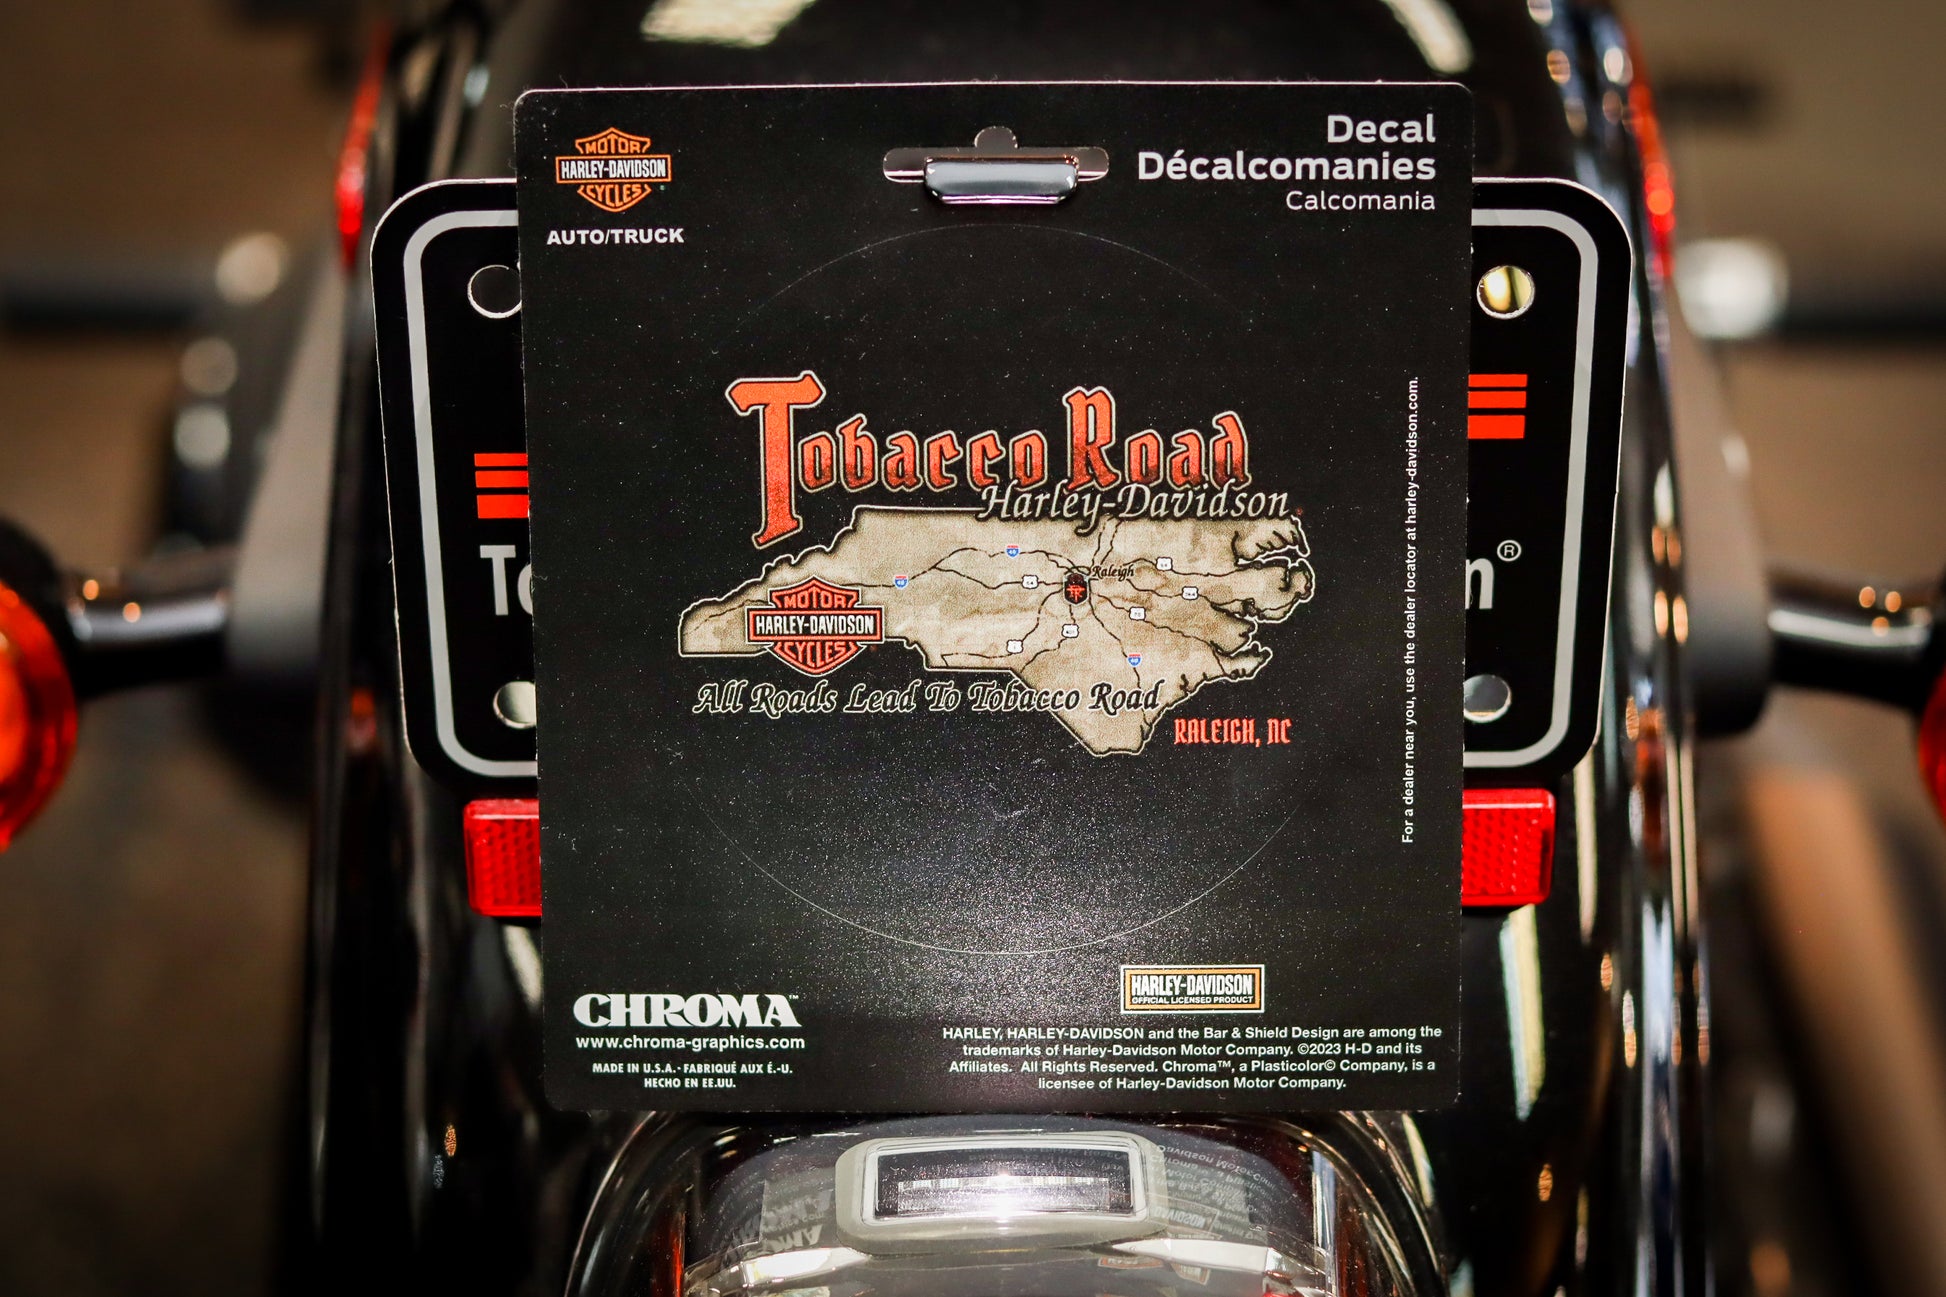 MOTOR
HARLEY-DAVIDSON
CYCLES
AUTO/TRUCK
Decal
Décalcomanies
Calcomania
Tobacco Road
Harley-Davidson
Raleigh
MOTOR
HARLEY-DAVIDSON
CYCLES
All Roads Lead To Tobacco Road
RALEIGH, NC
For a dealer near you, use the dealer locator at harley-davidson.com.
CHROMA™
www.chroma-graphics.com
MADE IN U.S.A. · FABRIQUÉ AUX É.-U.
HECHO EN EE.UU.
HARLEY-DAVIDSON
OFFICIAL LICENSED PRODUCT
HARLEY, HARLEY-DAVIDSON and the Bar & Shield Design are among the
trademarks of Harley-Davidson Motor Company. ©2023 H-D and its
Affiliates. All Rights Reserved. Chroma™, a Plasticolor© Company, is a
licensee of Harley-Davidson Motor Company.